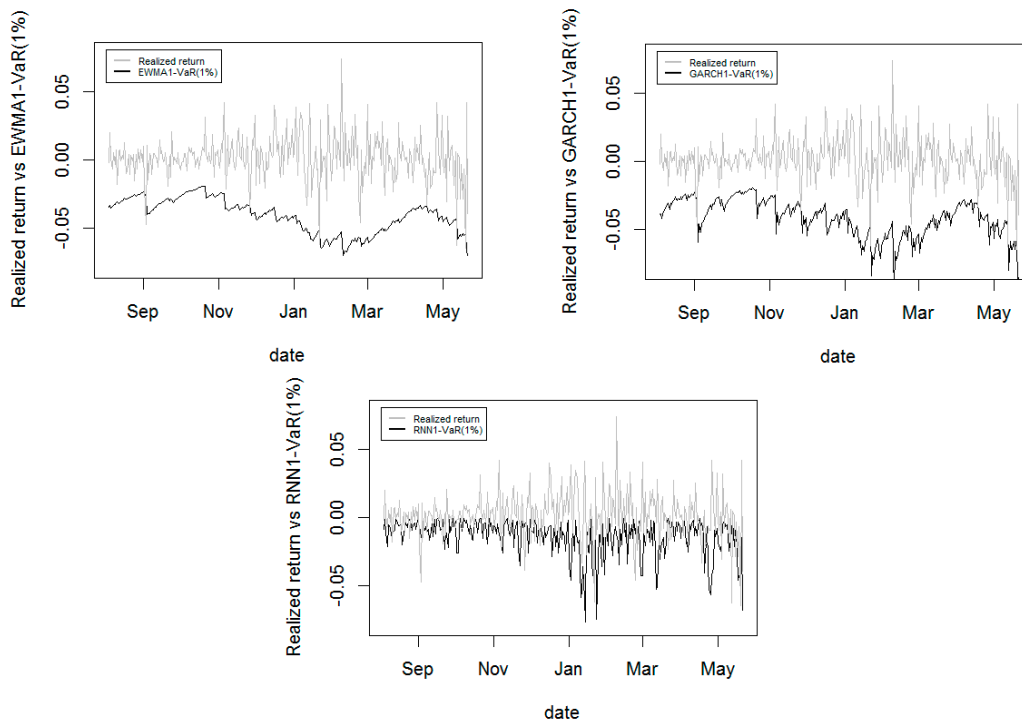 Realized return vs EWMA1-VaR(1%)
0.05
0.00
-0.05
Realized return
EWMA1-VaR(1%)
Sep Nov Jan Mar May
date
Realized return vs GARCH1-VaR(1%)
0.05
0.00
-0.05
Realized return
GARCH1-VaR(1%)
Sep Nov Jan Mar May
date
Realized return vs RNN1-VaR(1%)
0.05
0.00
-0.05
Realized return
RNN1-VaR(1%)
Sep Nov Jan Mar May
date